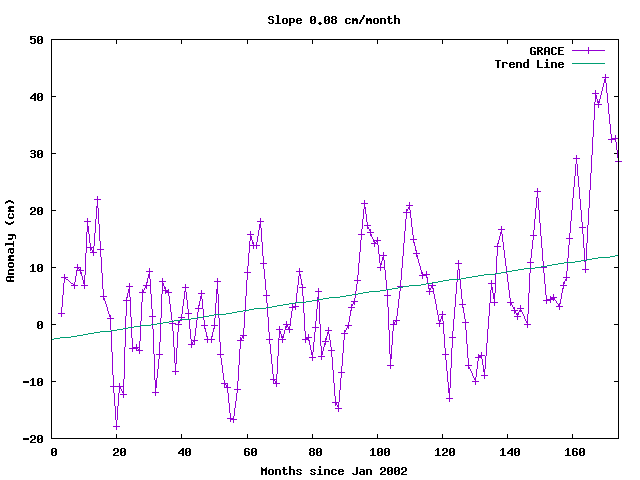 Slope 0.08 cm/month
GRACE
Trend Line
Anomaly (cm)
50
40
30
20
10
0
-10
-20
0 20 40 60 80 100 120 140 160
Months since Jan 2002